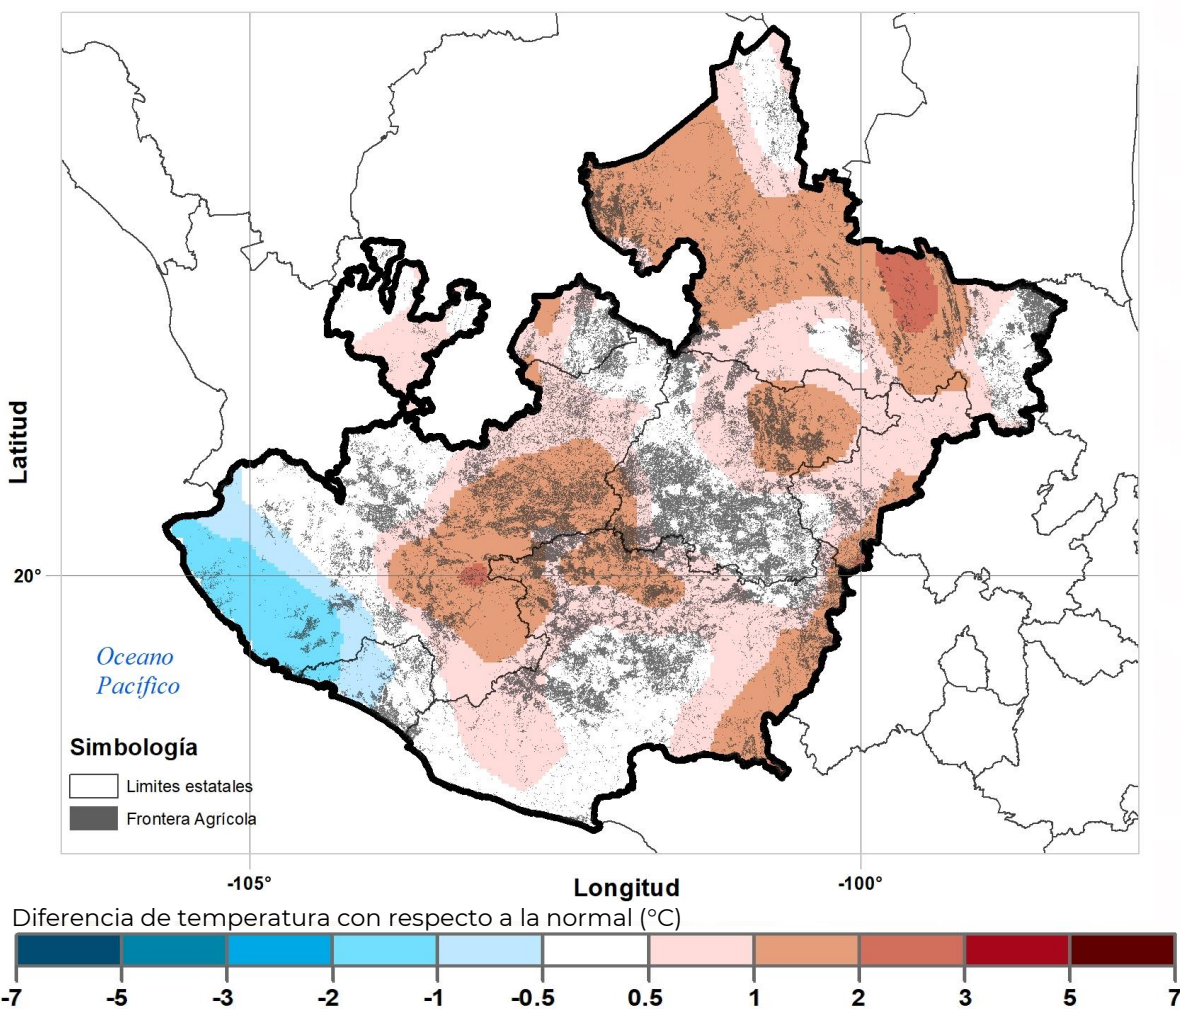 Latitud
20°
Oceano
Pacífico
Simbología
Limites estatales
Frontera Agrícola
-105°
Longitud
-100°
Diferencia de temperatura con respecto a la normal (°C)
-7 -5 -3 -2 -1 -0.5 0.5 1 2 3 5 7